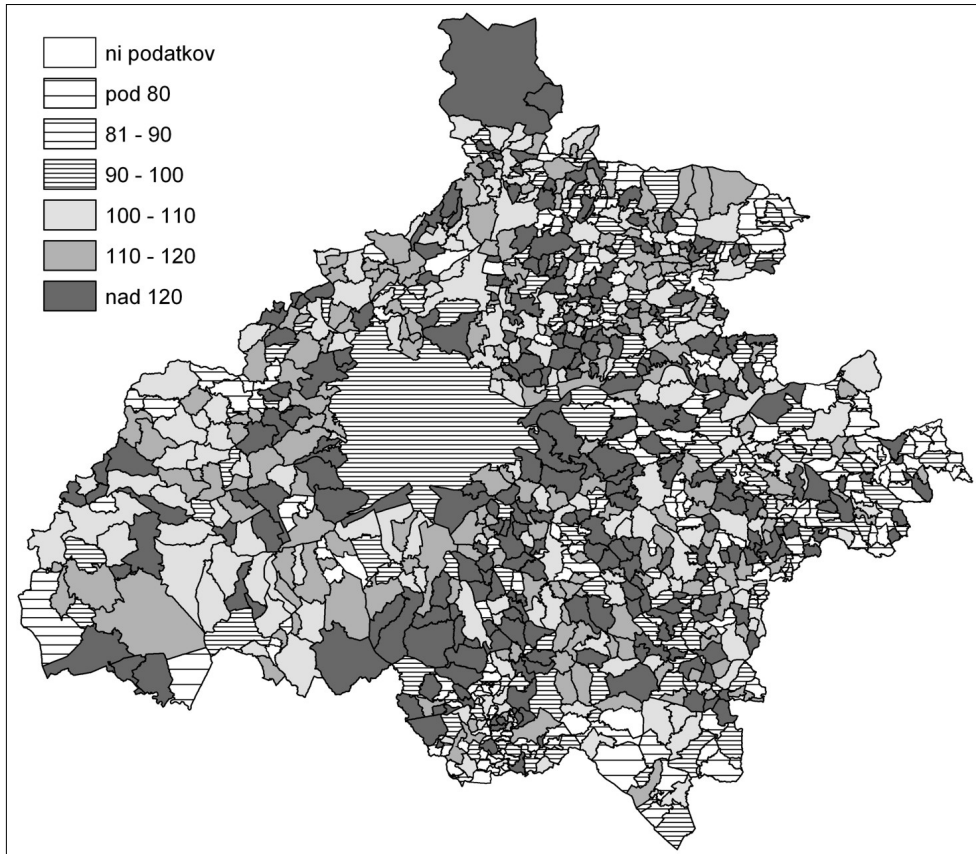 ni podatkov
pod 80
81 - 90
90 - 100
100 - 110
110 - 120
nad 120